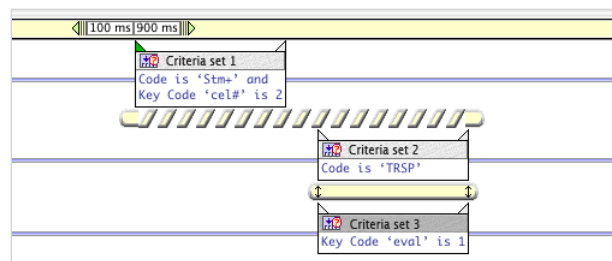 100 ms 900 ms
Criteria set 1
Code is ‘Stm+’ and
Key Code ‘cel#’ is 2
Criteria set 2
Code is ‘TRSP’
Criteria set 3
Key Code ‘eval’ is 1